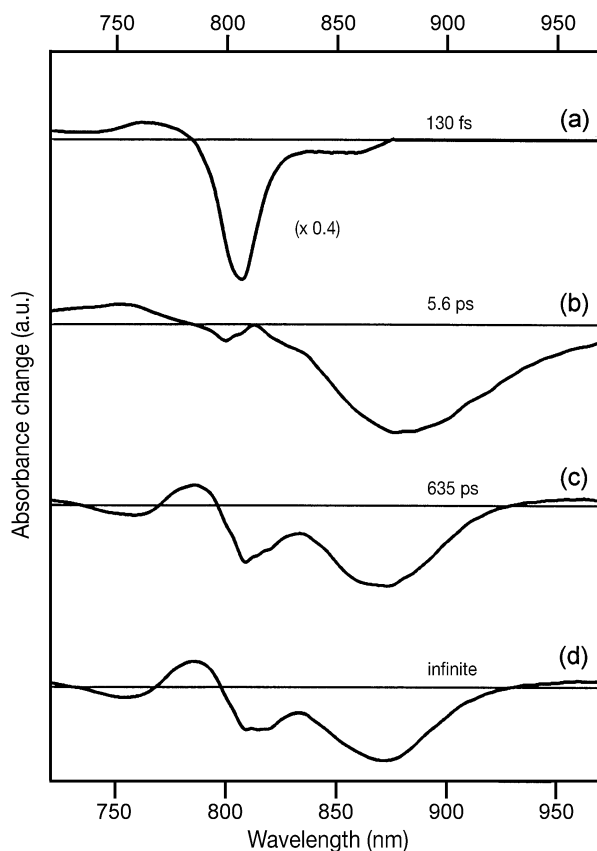 750 800 850 900 950
130 fs (a)
(x 0.4)
5.6 ps (b)
635 ps (c)
infinite (d)
Absorbance change (a.u.)
750 800 850 900 950
Wavelength (nm)